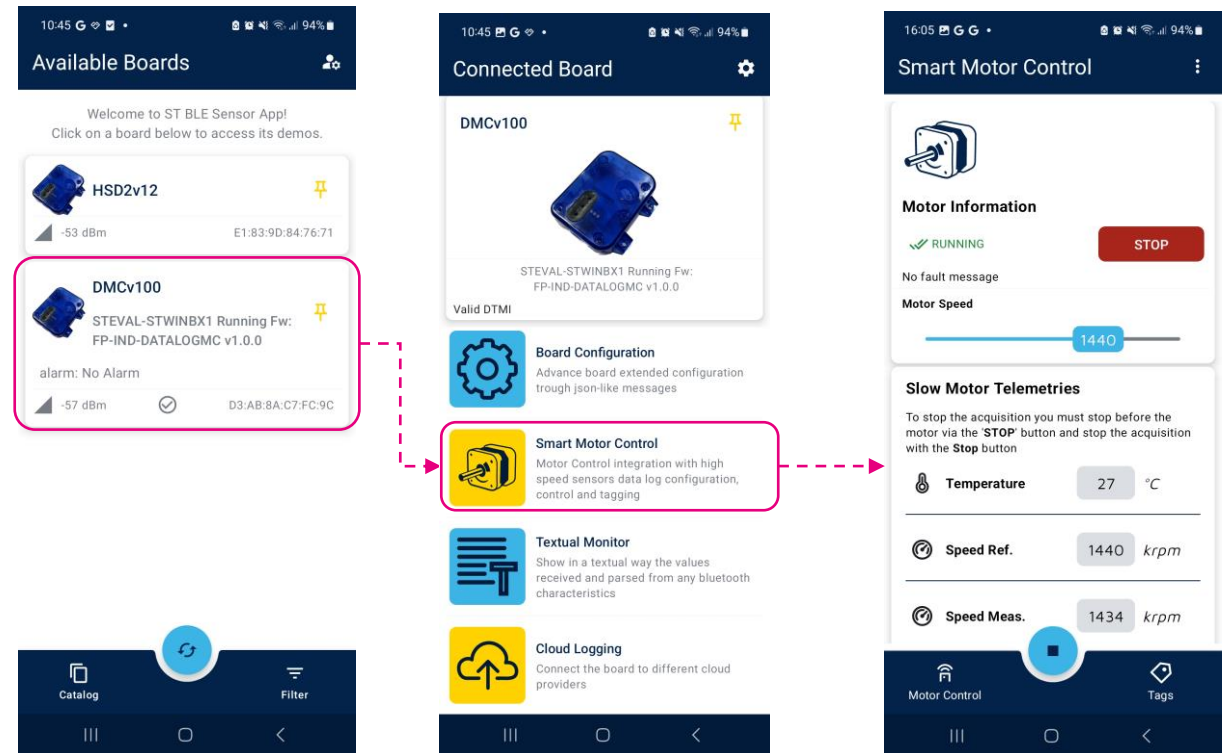 10:45 G
94%
Available Boards
Welcome to ST BLE Sensor App!
Click on a board below to access its demos.
HSD2v12
-53 dBm
E1:83:9D:84:76:71
DMCv100
STEVAL-STWINBX1 Running Fw:
FP-IND-DATALOGMC v1.0.0
alarm: No Alarm
-57 dBm
D3:AB:8A:C7:FC:9C
Catalog
Filter
10:45 G
94%
Connected Board
DMCv100
STEVAL-STWINBX1 Running Fw:
FP-IND-DATALOGMC v1.0.0
Valid DTMI
Board Configuration
Advance board extended configuration
trough json-like messages
Smart Motor Control
Motor Control integration with high
speed sensors data log configuration,
control and tagging
Textual Monitor
Show in a textual way the values
received and parsed from any bluetooth
characteristics
Cloud Logging
Connect the board to different cloud
providers
16:05 G G
94%
Smart Motor Control
Motor Information
RUNNING
STOP
No fault message
Motor Speed
1440
Slow Motor Telemetries
To stop the acquisition you must stop before the
motor via the 'STOP' button and stop the acquisition
with the Stop button
Temperature
27 °C
Speed Ref.
1440 krpm
Speed Meas.
1434 krpm
Motor Control
Tags